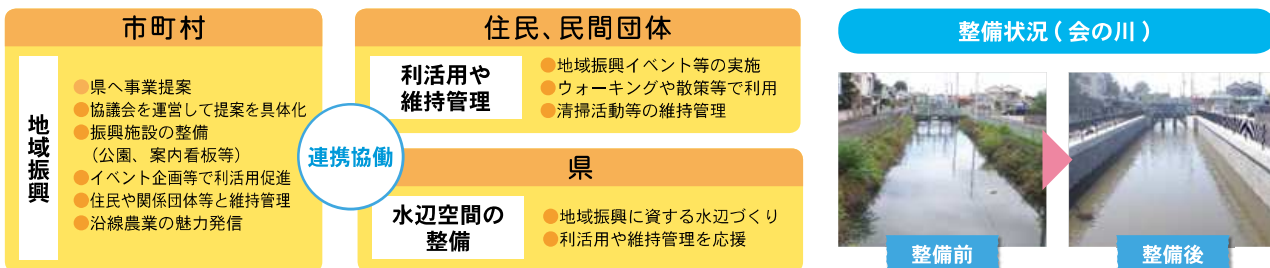 市町村
地域振興
●県へ事業提案
●協議会を運営して提案を具体化
●振興施設の整備
（公園、案内看板等）
●イベント企画等で利活用促進
●住民や関係団体等と維持管理
●沿線農業の魅力発信
連携協働
住民、民間団体
利活用や
維持管理
●地域振興イベント等の実施
●ウォーキングや散策等で利用
●清掃活動等の維持管理
県
水辺空間の
整備
●地域振興に資する水辺づくり
●利活用や維持管理を応援
整備状況(会の川)
整備前
整備後